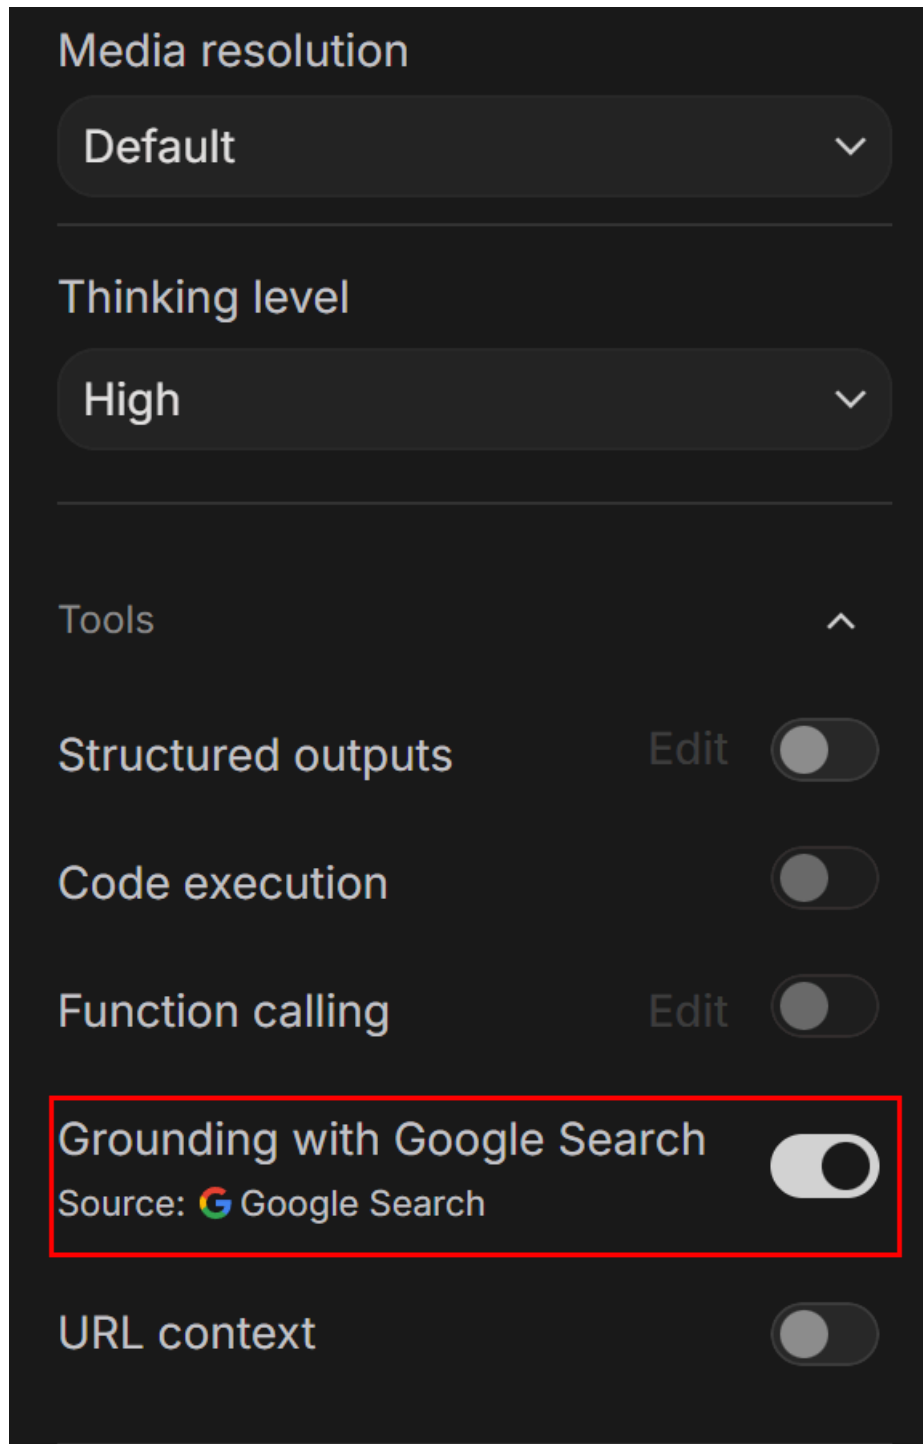 Media resolution
Default
Thinking level
High
Tools
Structured outputs Edit
Code execution
Function calling Edit
Grounding with Google Search
Source: Google Search
URL context